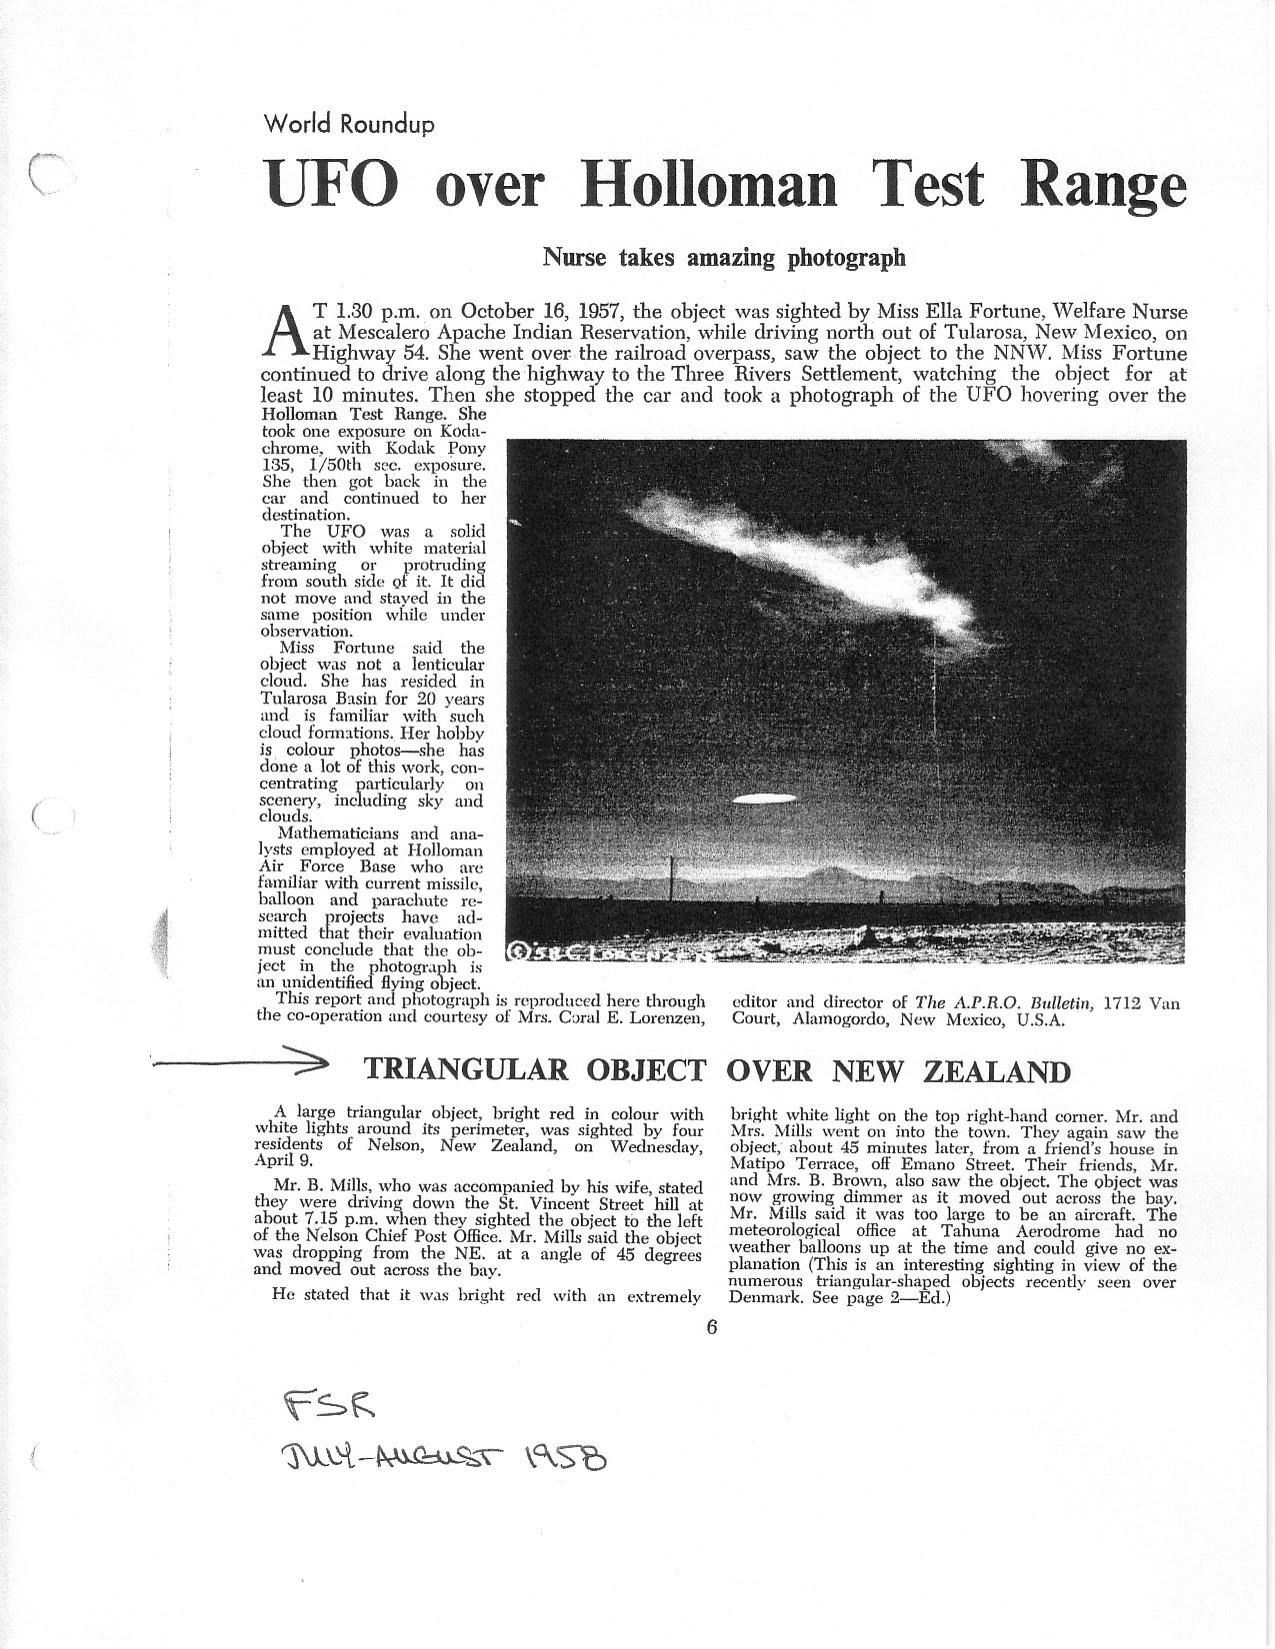 World Roundup
UFO over Holloman Test Range
Nurse takes amazing photograph
AT 1.30 p.m. on October 16, 1957, the object was sighted by Miss Ella Fortune, Welfare Nurse
at Mescalero Apache Indian Reservation, while driving north out of Tularosa, New Mexico, on
Highway 54. She went over the railroad overpass, saw the object to the NNW. Miss Fortune
continued to drive along the highway to the Three Rivers Settlement, watching the object for at
least 10 minutes. Then she stopped the car and took a photograph of the UFO hovering over the
Holloman Test Range. She
took one exposure on Koda-
chrome, with Kodak Pony
135, 1/50th sec. exposure.
She then got back in the
car and continued to her
destination.
The UFO was a solid
object with white material
streaming or protruding
from south side of it. It did
not move and stayed in the
same position while under
observation.
Miss Fortune said the
object was not a lenticular
cloud. She has resided in
Tularosa Basin for 20 years
and is familiar with such
cloud formations. Her hobby
is colour photos—she has
done a lot of this work, con-
centrating particularly on
scenery, including sky and
clouds.
Mathematicians and ana-
lysts employed at Holloman
Air Force Base who are
familiar with current missile,
balloon and parachute re-
search projects have ad-
mitted that their evaluation
must conclude that the ob-
ject in the photograph is
an unidentified flying object.
© '58 C. LORENZEN
This report and photograph is reproduced here through
the co-operation and courtesy of Mrs. Coral E. Lorenzen,
editor and director of The A.P.R.O. Bulletin, 1712 Van
Court, Alamogordo, New Mexico, U.S.A.
TRIANGULAR OBJECT OVER NEW ZEALAND
A large triangular object, bright red in colour with
white lights around its perimeter, was sighted by four
residents of Nelson, New Zealand, on Wednesday,
April 9.
Mr. B. Mills, who was accompanied by his wife, stated
they were driving down the St. Vincent Street hill at
about 7.15 p.m. when they sighted the object to the left
of the Nelson Chief Post Office. Mr. Mills said the object
was dropping from the NE. at a angle of 45 degrees
and moved out across the bay.
He stated that it was bright red with an extremely
bright white light on the top right-hand corner. Mr. and
Mrs. Mills went on into the town. They again saw the
object, about 45 minutes later, from a friend's house in
Matipo Terrace, off Emano Street. Their friends, Mr.
and Mrs. B. Brown, also saw the object. The object was
now growing dimmer as it moved out across the bay.
Mr. Mills said it was too large to be an aircraft. The
meteorological office at Tahuna Aerodrome had no
weather balloons up at the time and could give no ex-
planation (This is an interesting sighting in view of the
numerous triangular-shaped objects recently seen over
Denmark. See page 2—Ed.)
6
FSR
JULY-AUGUST 1958